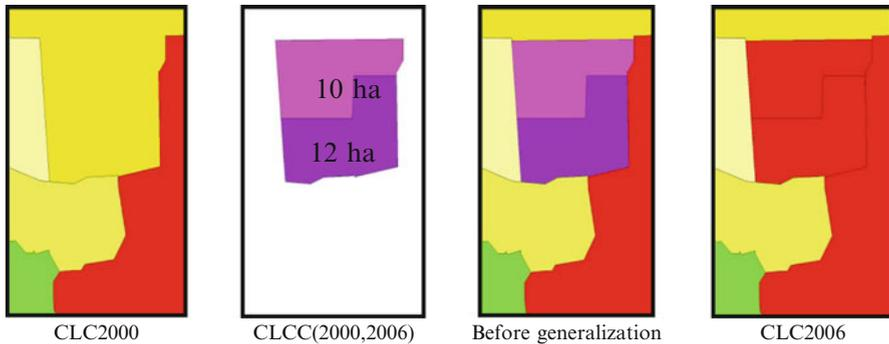 10 ha
12 ha
CLC2000
CLCC(2000,2006)
Before generalization
CLC2006